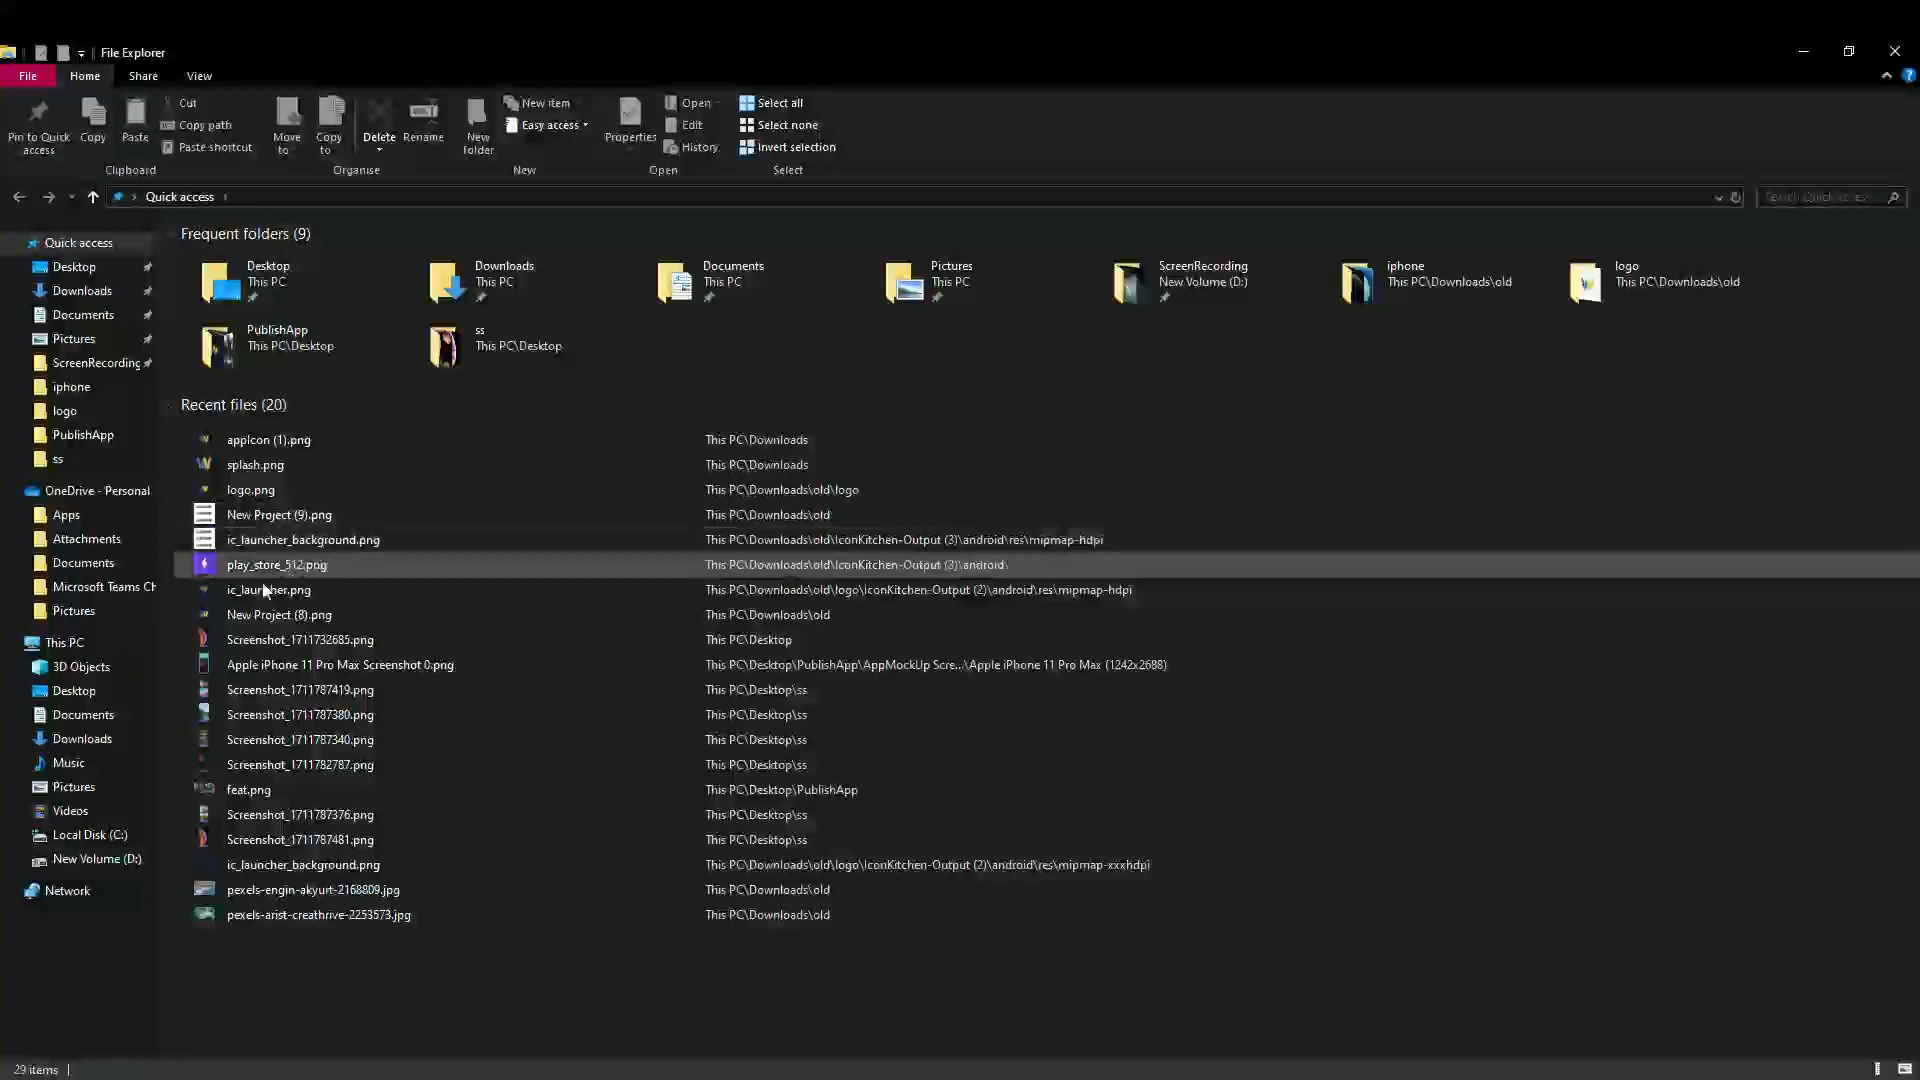 File Explorer
File Home Share View
Pin to Quick access
Copy
Paste
Cut
Copy path
Paste shortcut
Clipboard
Move to
Copy to
Delete
Rename
Organise
New folder
New item
Easy access
New
Properties
Open
Edit
History
Open
Select all
Select none
Invert selection
Select
Quick access
Quick access
Desktop
Downloads
Documents
Pictures
ScreenRecording
iphone
logo
PublishApp
ss
OneDrive - Personal
Apps
Attachments
Documents
Microsoft Teams Ch
Pictures
This PC
3D Objects
Desktop
Documents
Downloads
Music
Pictures
Videos
Local Disk (C:)
New Volume (D:)
Network
Frequent folders (9)
Desktop
This PC
Downloads
This PC
Documents
This PC
Pictures
This PC
ScreenRecording
New Volume (D:)
iphone
This PC\Downloads\old
logo
This PC\Downloads\old
PublishApp
This PC\Desktop
ss
This PC\Desktop
Recent files (20)
appIcon (1).png This PC\Downloads
splash.png This PC\Downloads
logo.png This PC\Downloads\old\logo
New Project (9).png This PC\Downloads\old
ic_launcher_background.png This PC\Downloads\old\IconKitchen-Output (3)\android\res\mipmap-hdpi
play_store_512.png This PC\Downloads\old\IconKitchen-Output (3)\android\
ic_launcher.png This PC\Downloads\old\logo\IconKitchen-Output (2)\android\res\mipmap-hdpi
New Project (8).png This PC\Downloads\old
Screenshot_1711732685.png This PC\Desktop
Apple iPhone 11 Pro Max Screenshot 0.png This PC\Desktop\PublishApp\AppMockUp Scre...\Apple iPhone 11 Pro Max (1242x2688)
Screenshot_1711787419.png This PC\Desktop\ss
Screenshot_1711787380.png This PC\Desktop\ss
Screenshot_1711787340.png This PC\Desktop\ss
Screenshot_1711782787.png This PC\Desktop\ss
feat.png This PC\Desktop\PublishApp
Screenshot_1711787376.png This PC\Desktop\ss
Screenshot_1711787481.png This PC\Desktop\ss
ic_launcher_background.png This PC\Downloads\old\logo\IconKitchen-Output (2)\android\res\mipmap-xxxhdpi
pexels-engin-akyurt-2168809.jpg This PC\Downloads\old
pexels-arist-creathrive-2253573.jpg This PC\Downloads\old
29 items